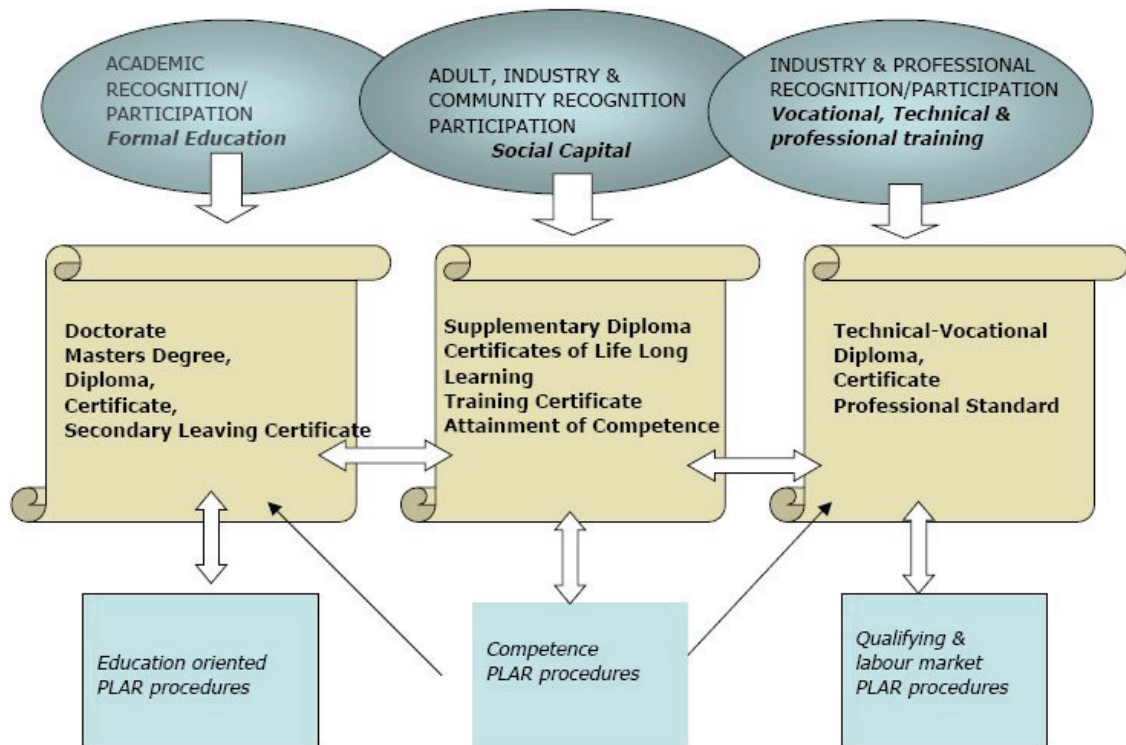 ACADEMIC
RECOGNITION/
PARTICIPATION
Formal Education
ADULT, INDUSTRY &
COMMUNITY RECOGNITION
PARTICIPATION
Social Capital
INDUSTRY & PROFESSIONAL
RECOGNITION/PARTICIPATION
Vocational, Technical &
professional training
Doctorate
Masters Degree,
Diploma,
Certificate,
Secondary Leaving Certificate
Supplementary Diploma
Certificates of Life Long
Learning
Training Certificate
Attainment of Competence
Technical-Vocational
Diploma,
Certificate
Professional Standard
Education oriented
PLAR procedures
Competence
PLAR procedures
Qualifying &
labour market
PLAR procedures